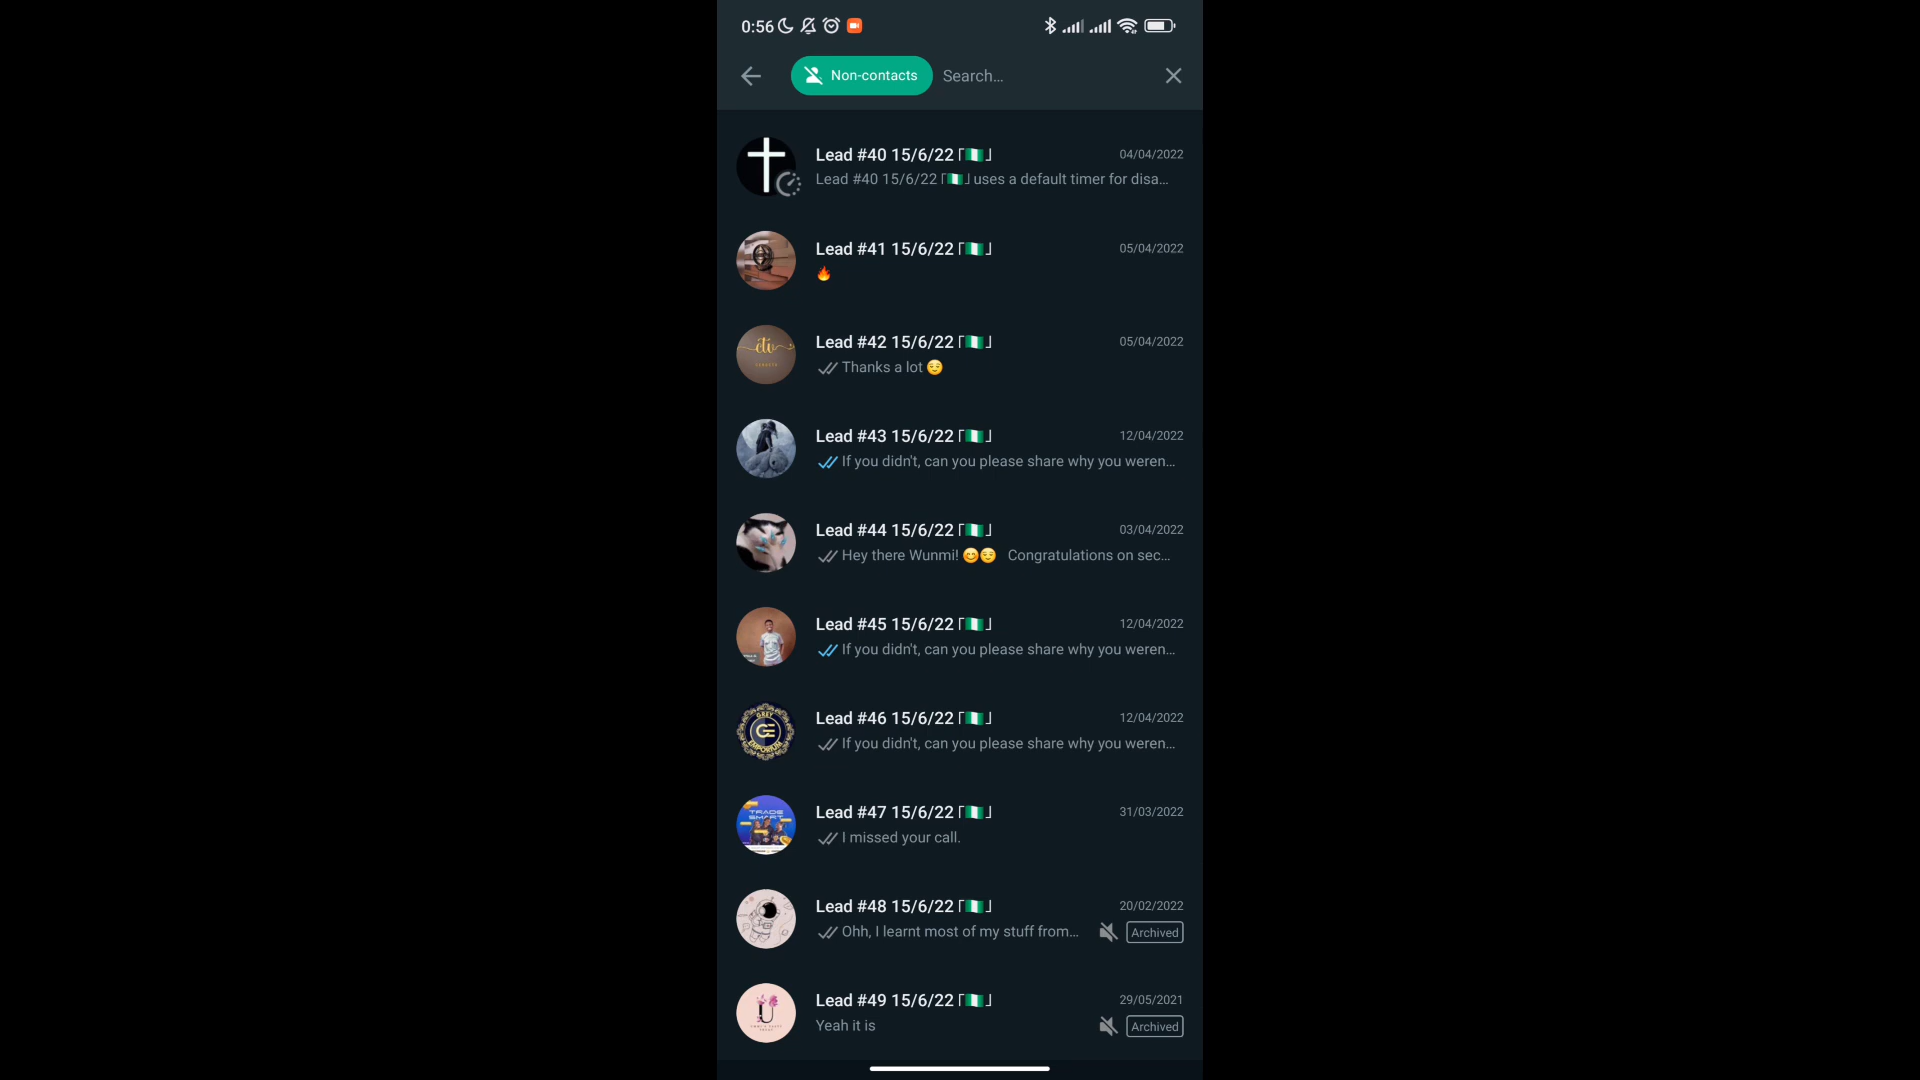 0:56
Non-contacts Search...
Lead #40 15/6/22 「🇳🇬」 04/04/2022
Lead #40 15/6/22 「🇳🇬」 uses a default timer for disa...
Lead #41 15/6/22 「🇳🇬」 05/04/2022
🔥
Lead #42 15/6/22 「🇳🇬」 05/04/2022
Thanks a lot 😌
Lead #43 15/6/22 「🇳🇬」 12/04/2022
If you didn't, can you please share why you weren...
Lead #44 15/6/22 「🇳🇬」 03/04/2022
Hey there Wunmi! 😊😌 Congratulations on sec...
Lead #45 15/6/22 「🇳🇬」 12/04/2022
If you didn't, can you please share why you weren...
GREY
GE
EMPORIUM
Lead #46 15/6/22 「🇳🇬」 12/04/2022
If you didn't, can you please share why you weren...
TRADE
SMART
Lead #47 15/6/22 「🇳🇬」 31/03/2022
I missed your call.
Lead #48 15/6/22 「🇳🇬」 20/02/2022
Ohh, I learnt most of my stuff from... Archived
Lead #49 15/6/22 「🇳🇬」 29/05/2021
Yeah it is Archived